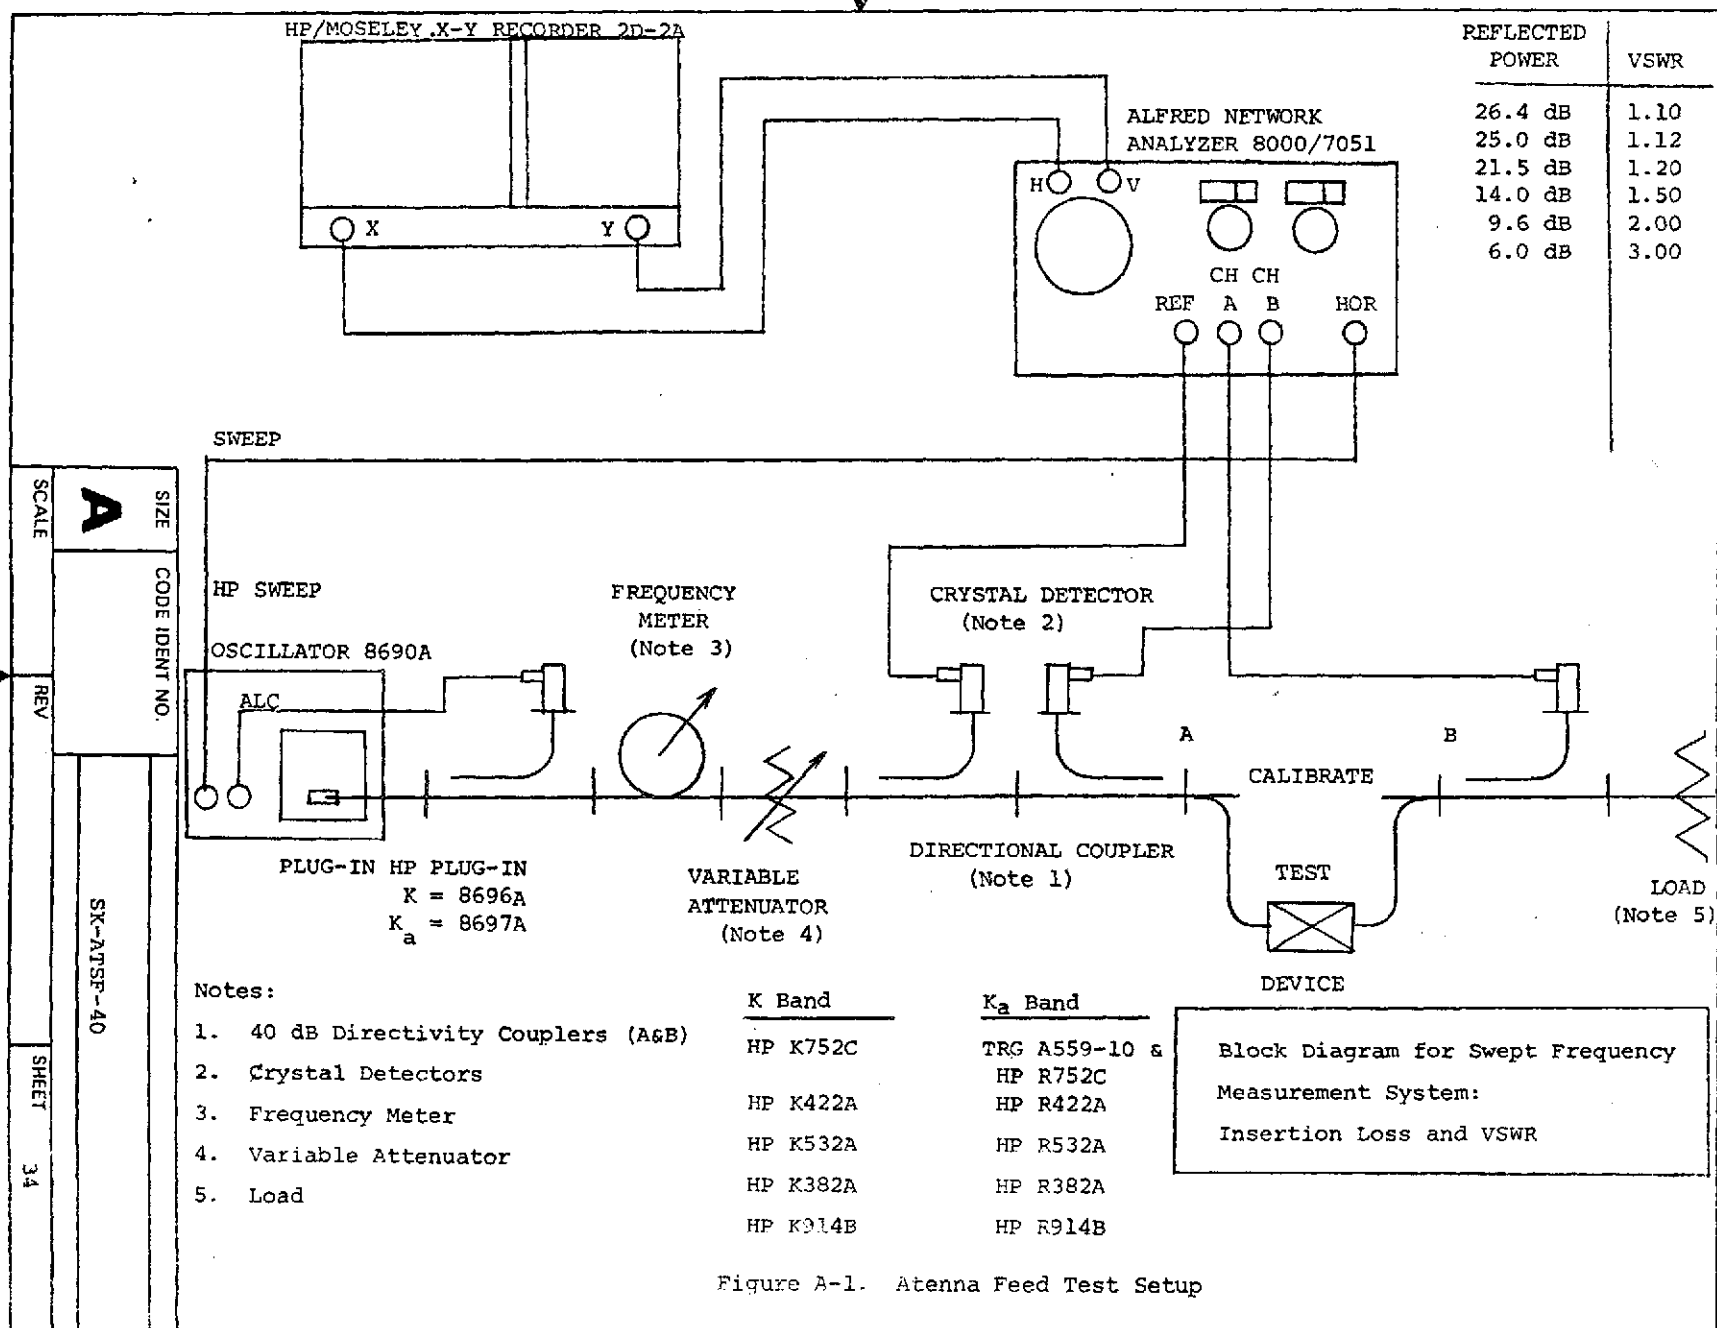 HP/MOSELEY X-Y RECORDER 2D-2A
X
Y
ALFRED NETWORK
ANALYZER 8000/7051
H
V
CH CH
REF A B HOR
REFLECTED
POWER VSWR
26.4 dB 1.10
25.0 dB 1.12
21.5 dB 1.20
14.0 dB 1.50
9.6 dB 2.00
6.0 dB 3.00
SWEEP
HP SWEEP
OSCILLATOR 8690A
ALC
FREQUENCY
METER
(Note 3)
CRYSTAL DETECTOR
(Note 2)
A
B
CALIBRATE
PLUG-IN HP PLUG-IN
K = 8696A
Ka = 8697A
VARIABLE
ATTENUATOR
(Note 4)
DIRECTIONAL COUPLER
(Note 1)
TEST
DEVICE
LOAD
(Note 5)
Notes:
1. 40 dB Directivity Couplers (A&B)
2. Crystal Detectors
3. Frequency Meter
4. Variable Attenuator
5. Load
K Band
HP K752C
HP K422A
HP K532A
HP K382A
HP K914B
Ka Band
TRG A559-10 &
HP R752C
HP R422A
HP R532A
HP R382A
HP R914B
Block Diagram for Swept Frequency
Measurement System:
Insertion Loss and VSWR
Figure A-1. Atenna Feed Test Setup
SIZE
A
CODE IDENT NO.
SK-ATSF-40
SCALE
REV
SHEET 34